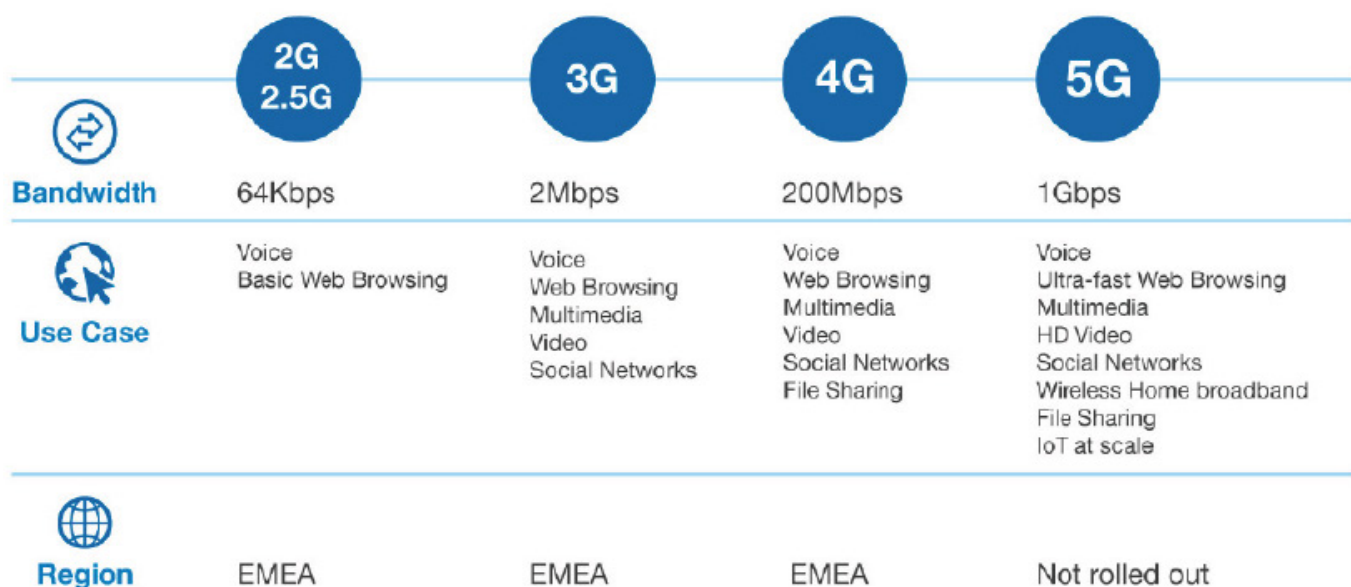 2G
2.5G
3G
4G
5G
Bandwidth
64Kbps
2Mbps
200Mbps
1Gbps
Use Case
Voice
Basic Web Browsing
Voice
Web Browsing
Multimedia
Video
Social Networks
Voice
Web Browsing
Multimedia
Video
Social Networks
File Sharing
Voice
Ultra-fast Web Browsing
Multimedia
HD Video
Social Networks
Wireless Home broadband
File Sharing
IoT at scale
Region
EMEA
EMEA
EMEA
Not rolled out